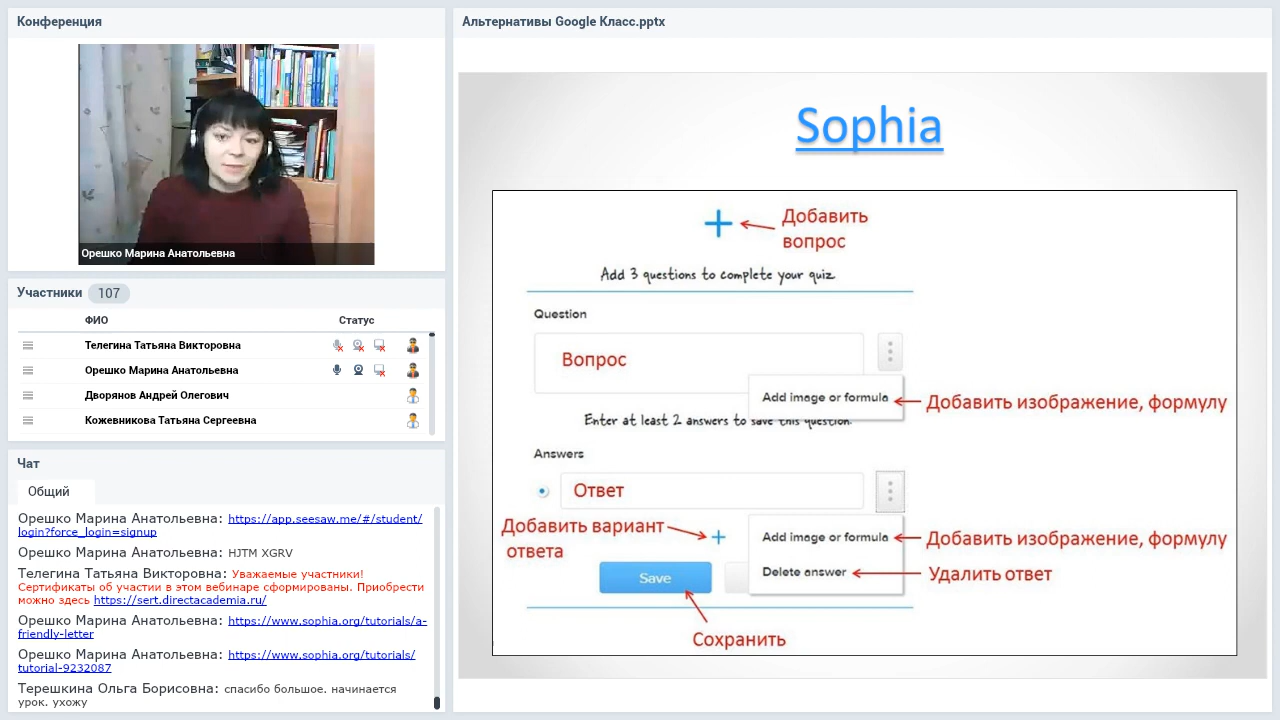 Конференция
Орешко Марина Анатольевна
Участники 107
ФИО Статус
Телегина Татьяна Викторовна
Орешко Марина Анатольевна
Дворянов Андрей Олегович
Кожевникова Татьяна Сергеевна
Чат
Общий
Орешко Марина Анатольевна: https://app.seesaw.me/#/student/
login?force_login=signup
Орешко Марина Анатольевна: HJTM XGRV
Телегина Татьяна Викторовна: Уважаемые участники!
Сертификаты об участии в этом вебинаре сформированы. Приобрести
можно здесь https://sert.directacademia.ru/
Орешко Марина Анатольевна: https://www.sophia.org/tutorials/a-
friendly-letter
Орешко Марина Анатольевна: https://www.sophia.org/tutorials/
tutorial-9232087
Терешкина Ольга Борисовна: спасибо большое. начинается
урок. ухожу
Альтернативы Google Класс.pptx
Sophia
Добавить
вопрос
Add 3 questions to complete your quiz
Question
Вопрос
Add image or formula
Добавить изображение, формулу
Enter at least 2 answers to save this question.
Answers
Ответ
Добавить вариант
ответа
Add image or formula
Добавить изображение, формулу
Delete answer
Удалить ответ
Save
Сохранить